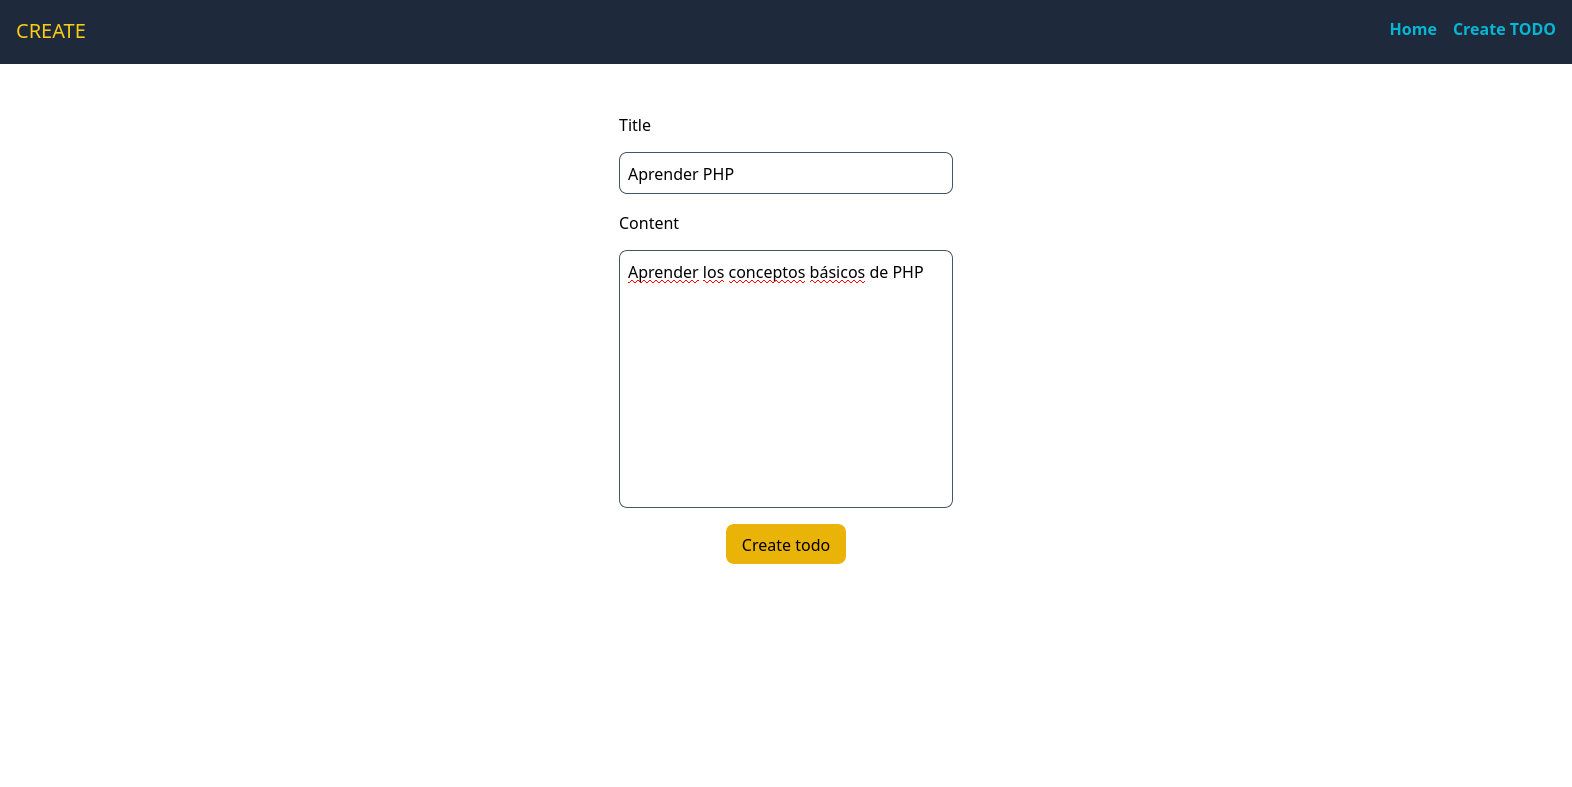 CREATE
Home Create TODO
Title
Aprender PHP
Content
Aprender los conceptos básicos de PHP
Create todo